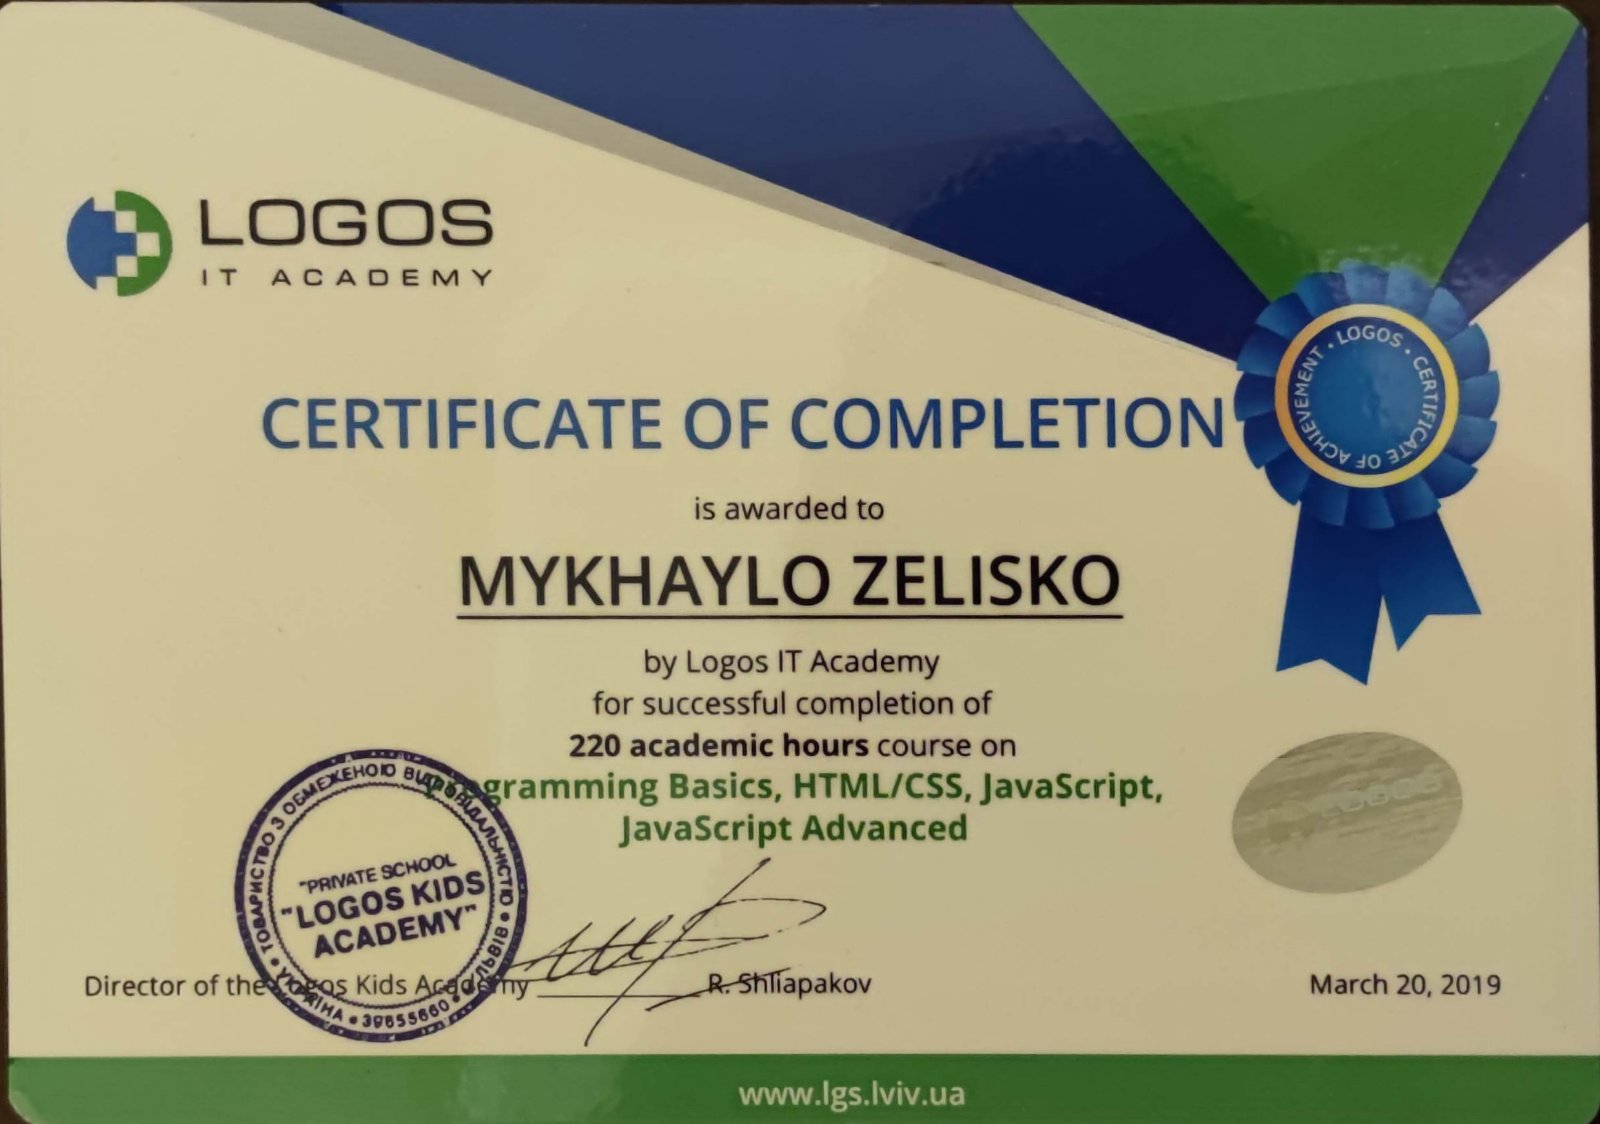 LOGOS
IT ACADEMY
LOGOS • CERTIFICATE OF ACHIEVEMENT •
CERTIFICATE OF COMPLETION
is awarded to
MYKHAYLO ZELISKO
by Logos IT Academy
for successful completion of
220 academic hours course on
Programming Basics, HTML/CSS, JavaScript,
JavaScript Advanced
LOGOS
ТОВАРИСТВО З ОБМЕЖЕНОЮ ВІДПОВІДАЛЬНІСТЮ • ЛЬВІВ • 39655660 • УКРАЇНА •
"PRIVATE SCHOOL
"LOGOS KIDS
ACADEMY"
Director of the Logos Kids Academy R. Shliapakov
March 20, 2019
www.lgs.lviv.ua